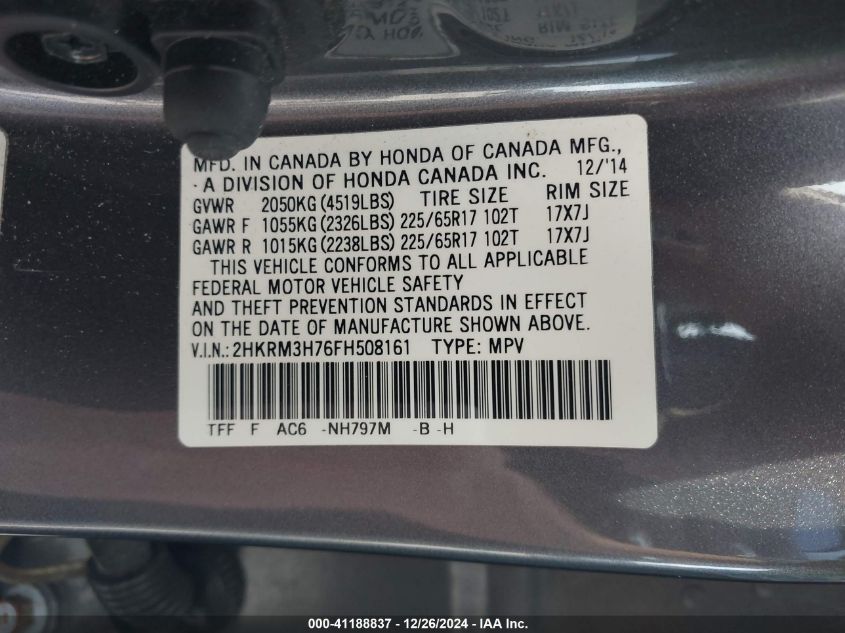 MFD. IN CANADA BY HONDA OF CANADA MFG.,
A DIVISION OF HONDA CANADA INC. 12/'14
GVWR 2050KG (4519LBS) TIRE SIZE RIM SIZE
GAWR F 1055KG (2326LBS) 225/65R17 102T 17X7J
GAWR R 1015KG (2238LBS) 225/65R17 102T 17X7J
THIS VEHICLE CONFORMS TO ALL APPLICABLE
FEDERAL MOTOR VEHICLE SAFETY
AND THEFT PREVENTION STANDARDS IN EFFECT
ON THE DATE OF MANUFACTURE SHOWN ABOVE.
V.I.N.: 2HKRM3H76FH508161 TYPE: MPV
TFF F AC6 -NH797M -B -H
000-41188837 - 12/26/2024 - IAA Inc.